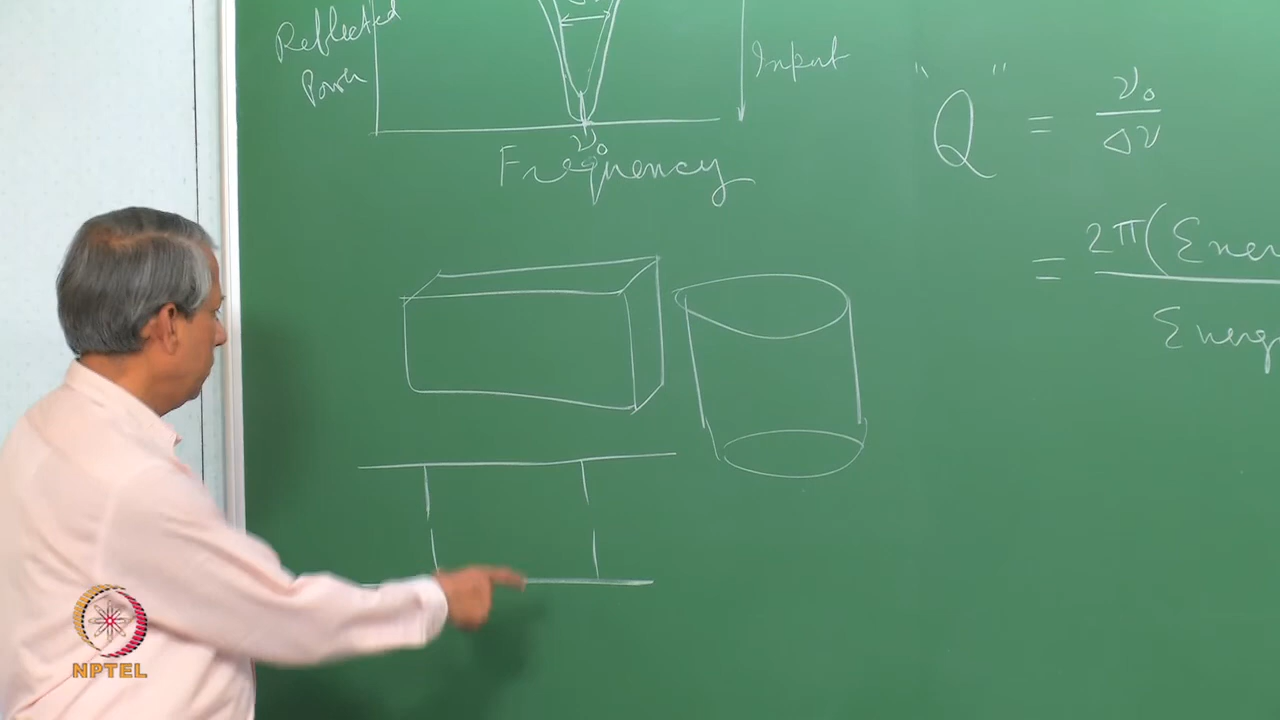 Reflected
Power
Input
ν₀
Frequency
"Q" = ν₀ / Δν
= 2π(Ener
Energ
NPTEL